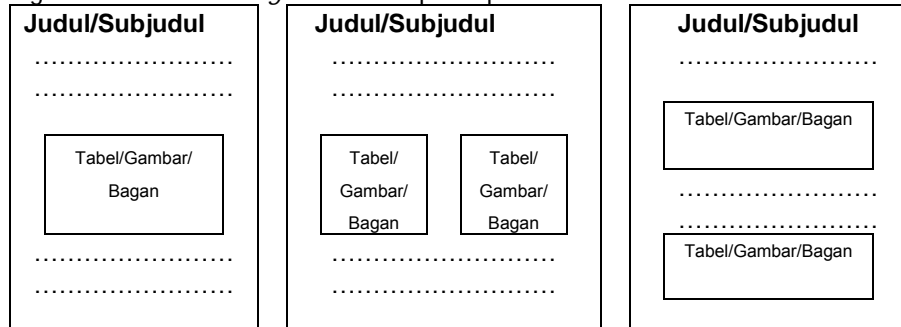 Judul/Subjudul
……………………
……………………
Tabel/Gambar/
Bagan
……………………
……………………
Judul/Subjudul
………………………
………………………
Tabel/
Gambar/
Bagan
Tabel/
Gambar/
Bagan
………………………
………………………
Judul/Subjudul
……………………
Tabel/Gambar/Bagan
……………………
……………………
Tabel/Gambar/Bagan